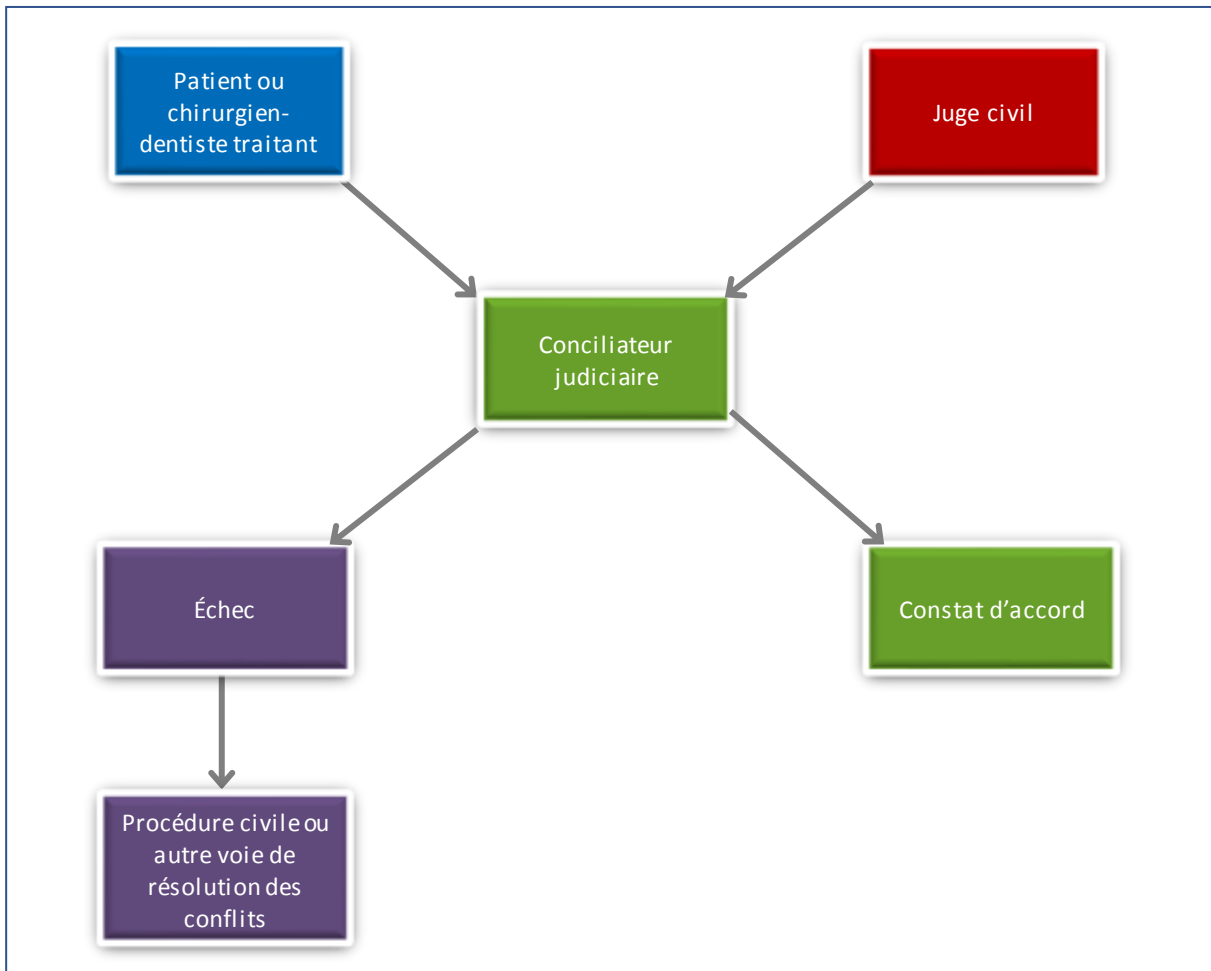 Patient ou
chirurgien-
dentiste traitant
Juge civil
Conciliateur
judiciaire
Échec
Constat d’accord
Procédure civile ou
autre voie de
résolution des
conflits